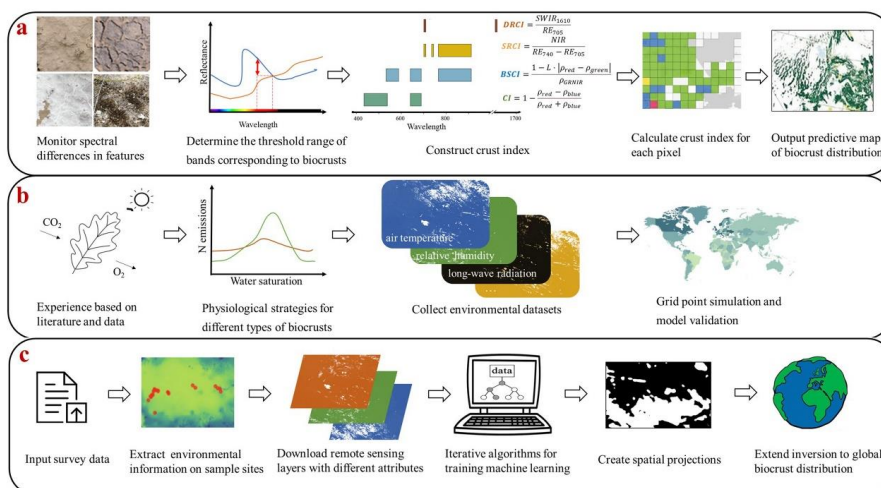 a
Reflectance
Wavelength
400
600
800
1000
1700
Wavelength
DRCI = SWIR1610 / RE705
SRCI = NIR / RE740 − RE705
BSCI = 1 − L · |ρred − ρgreen| / ρGRNIR
CI = 1 − ρred − ρblue / ρred + ρblue
Monitor spectral
differences in features
Determine the threshold range of
bands corresponding to biocrusts
Construct crust index
Calculate crust index for
each pixel
Output predictive map
of biocrust distribution
b
CO2
O2
N emissions
Water saturation
air temperature
relative humidity
long-wave radiation
...
Experience based on
literature and data
Physiological strategies for
different types of biocrusts
Collect environmental datasets
Grid point simulation and
model validation
c
data
Input survey data
Extract environmental
information on sample sites
Download remote sensing
layers with different attributes
Iterative algorithms for
training machine learning
Create spatial projections
Extend inversion to global
biocrust distribution